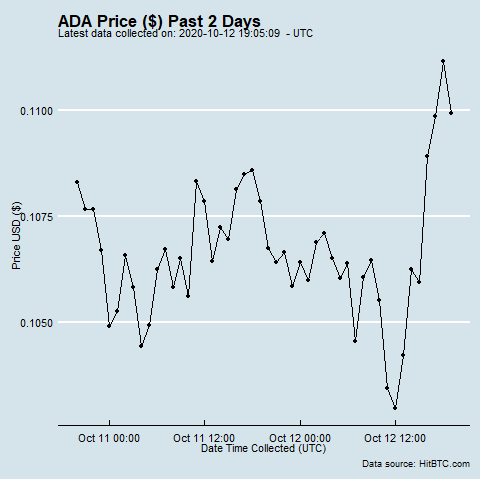 ADA Price ($) Past 2 Days
Latest data collected on: 2020-10-12 19:05:09 - UTC
0.1100
0.1075
0.1050
Price USD ($)
Oct 11 00:00 Oct 11 12:00 Oct 12 00:00 Oct 12 12:00
Date Time Collected (UTC)
Data source: HitBTC.com